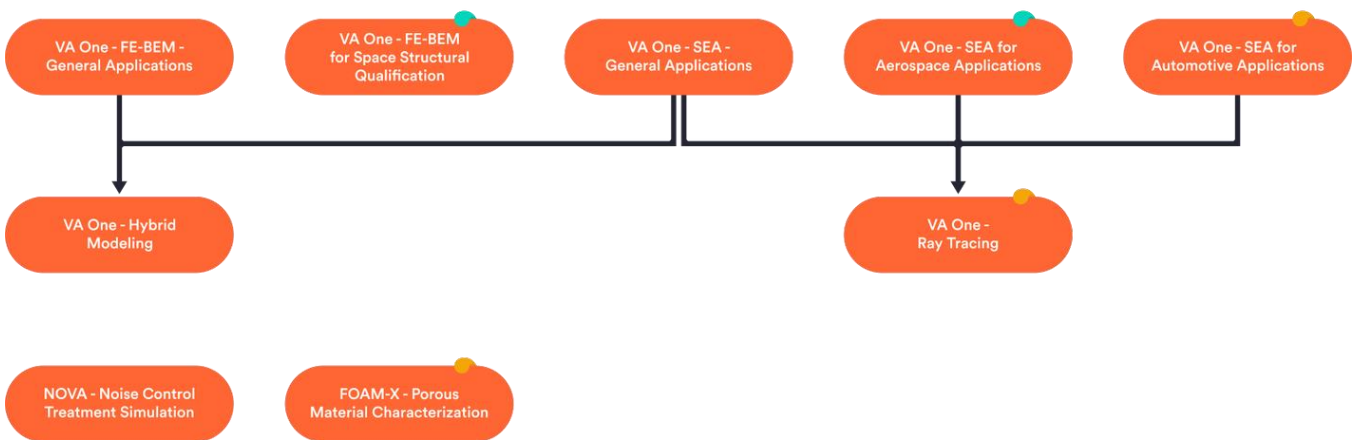 VA One - FE-BEM -
General Applications
VA One - FE-BEM
for Space Structural
Qualification
VA One - SEA -
General Applications
VA One - SEA for
Aerospace Applications
VA One - SEA for
Automotive Applications
VA One - Hybrid
Modeling
VA One -
Ray Tracing
NOVA - Noise Control
Treatment Simulation
FOAM-X - Porous
Material Characterization